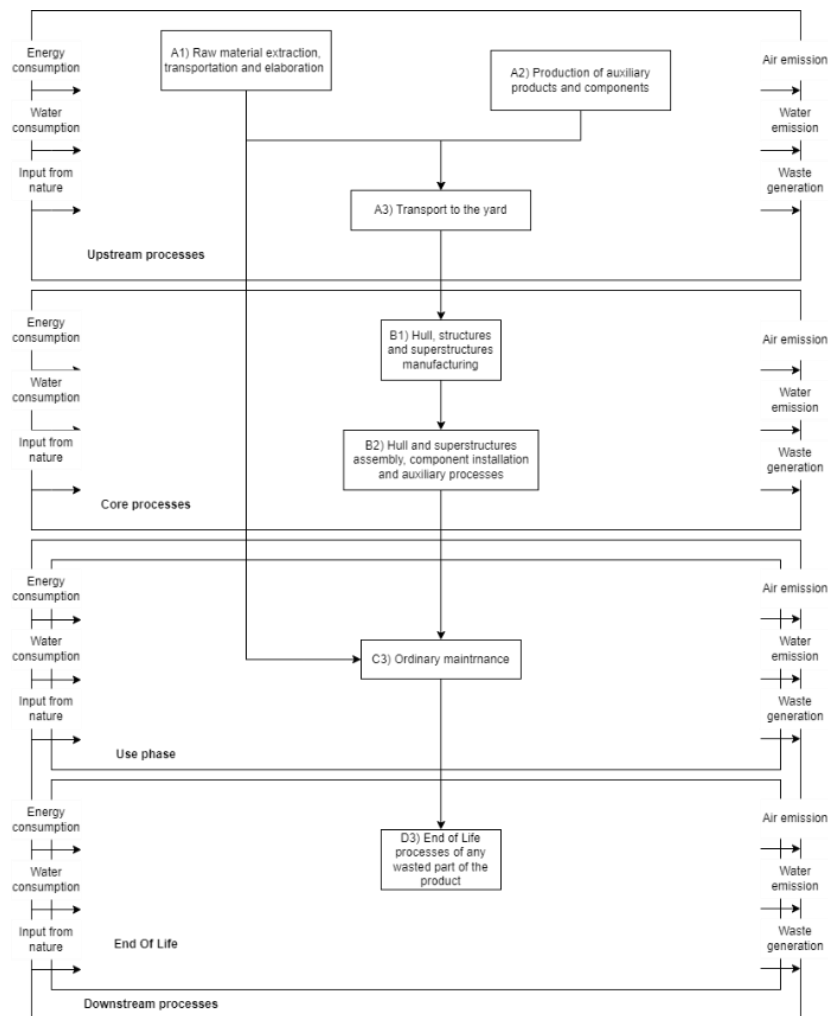 Energy
consumption
Water
consumption
Input from
nature
A1) Raw material extraction,
transportation and elaboration
A2) Production of auxiliary
products and components
A3) Transport to the yard
Air emission
Water
emission
Waste
generation
Upstream processes
Energy
consumption
Water
consumption
Input from
nature
B1) Hull, structures
and superstructures
manufacturing
B2) Hull and superstructures
assembly, component installation
and auxiliary processes
Air emission
Water
emission
Waste
generation
Core processes
Energy
consumption
Water
consumption
Input from
nature
C3) Ordinary maintrnance
Air emission
Water
emission
Waste
generation
Use phase
Energy
consumption
Water
consumption
Input from
nature
D3) End of Life
processes of any
wasted part of the
product
Air emission
Water
emission
Waste
generation
End Of Life
Downstream processes